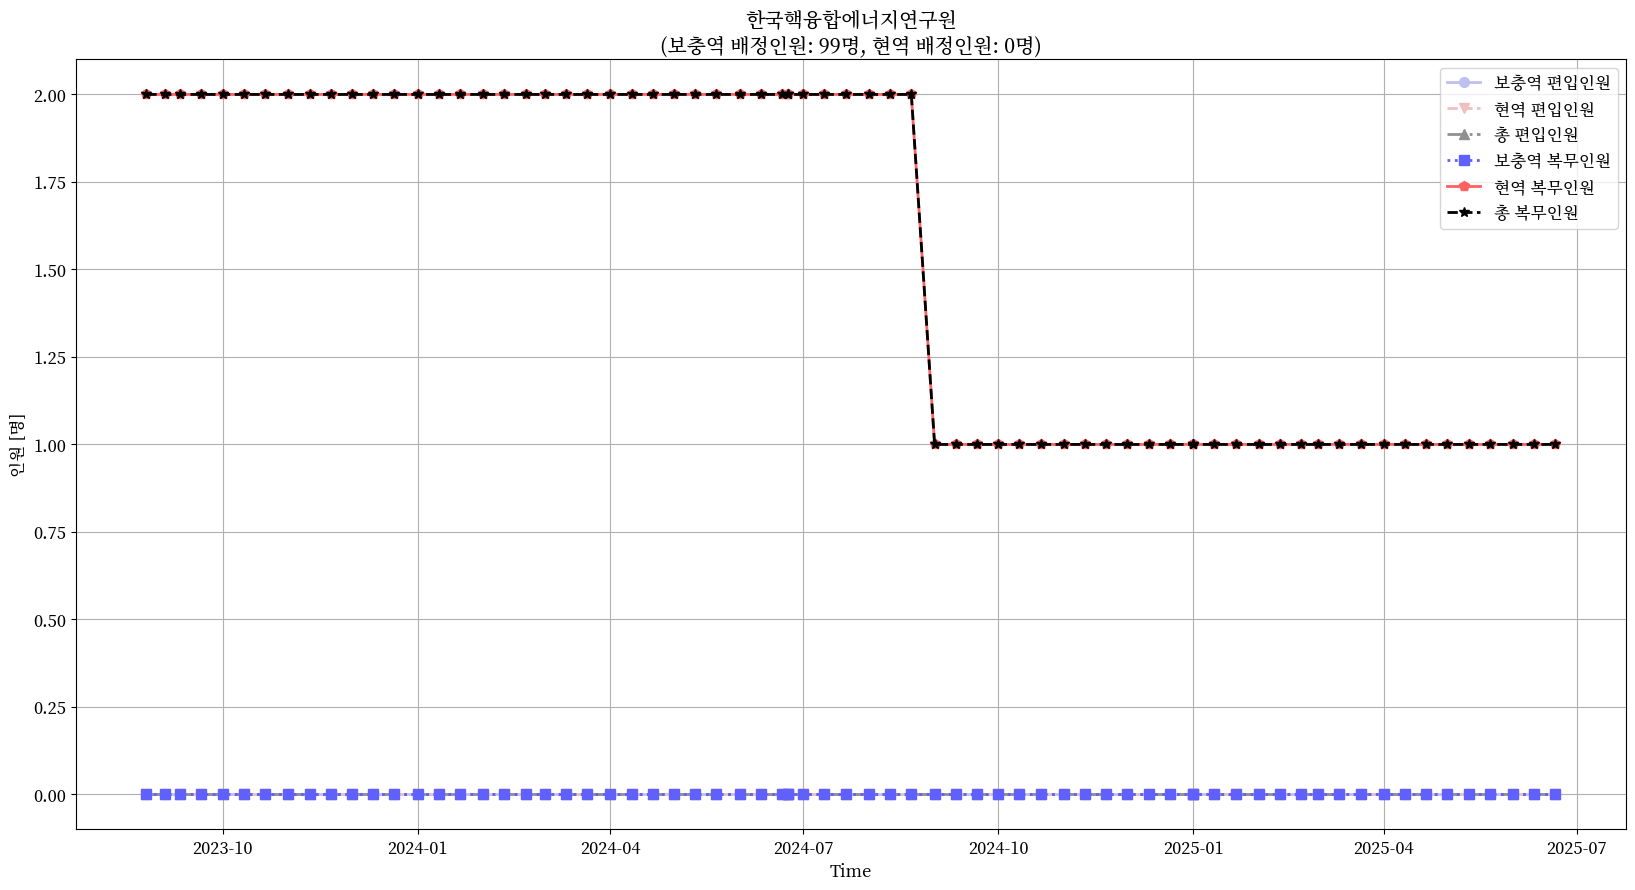 한국핵융합에너지연구원
(보충역 배정인원: 99명, 현역 배정인원: 0명)
보충역 편입인원
현역 편입인원
총 편입인원
보충역 복무인원
현역 복무인원
총 복무인원
2.00
1.75
1.50
1.25
1.00
0.75
0.50
0.25
0.00
인원 [명]
2023-10
2024-01
2024-04
2024-07
2024-10
2025-01
2025-04
2025-07
Time